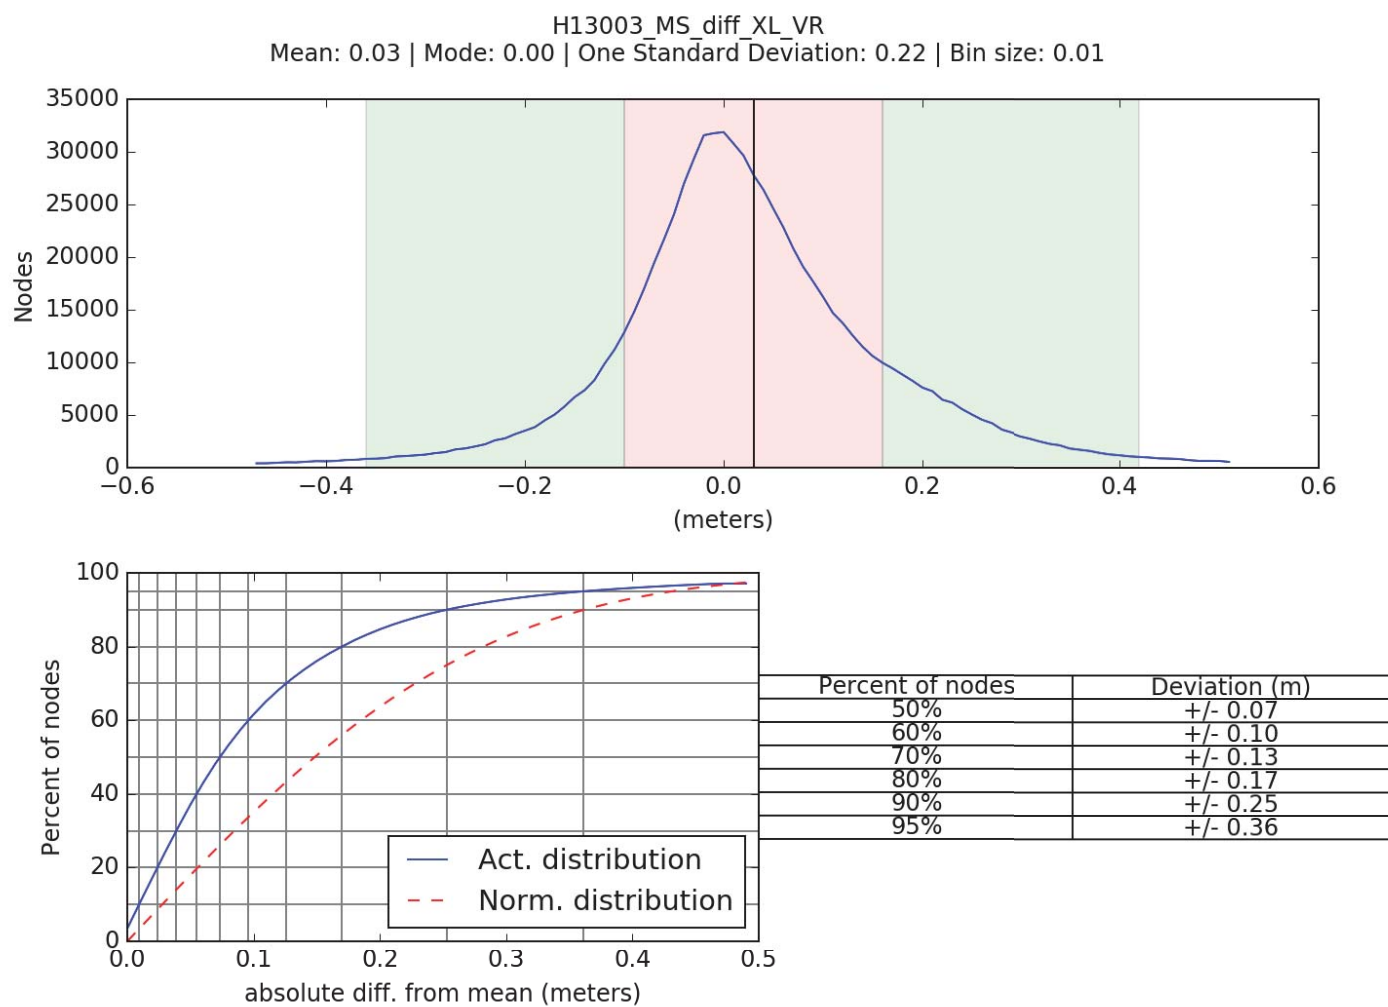 H13003_MS_diff_XL_VR
Mean: 0.03 | Mode: 0.00 | One Standard Deviation: 0.22 | Bin size: 0.01
35000
30000
25000
20000
15000
10000
5000
0
Nodes
−0.6 −0.4 −0.2 0.0 0.2 0.4 0.6
(meters)
100
80
60
40
20
0
Percent of nodes
Act. distribution
Norm. distribution
0.0 0.1 0.2 0.3 0.4 0.5
absolute diff. from mean (meters)
Percent of nodes Deviation (m)
50% +/- 0.07
60% +/- 0.10
70% +/- 0.13
80% +/- 0.17
90% +/- 0.25
95% +/- 0.36